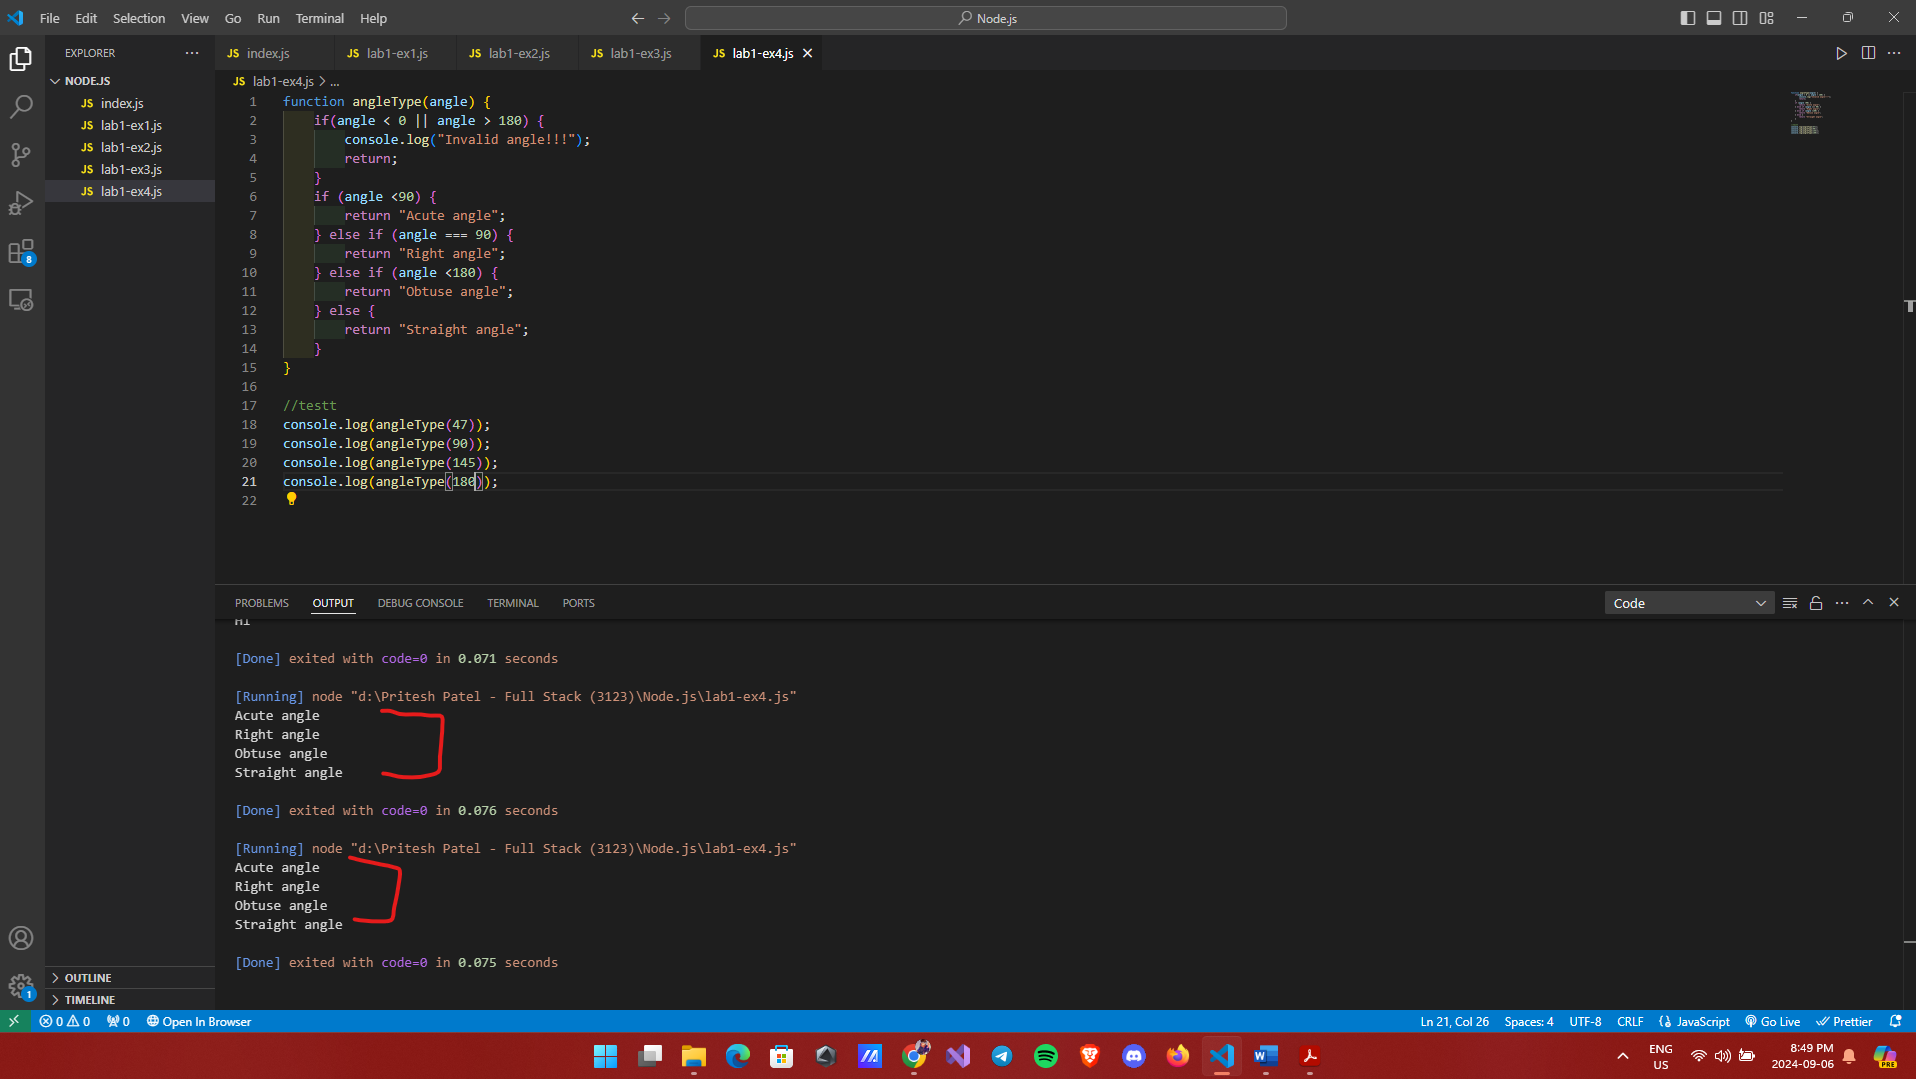 File Edit Selection View Go Run Terminal Help
Node.js
EXPLORER
NODE.JS
index.js
lab1-ex1.js
lab1-ex2.js
lab1-ex3.js
lab1-ex4.js
OUTLINE
TIMELINE
JS index.js JS lab1-ex1.js JS lab1-ex2.js JS lab1-ex3.js JS lab1-ex4.js
JS lab1-ex4.js > ...
1 function angleType(angle) {
2     if(angle < 0 || angle > 180) {
3         console.log("Invalid angle!!!");
4         return;
5     }
6     if (angle <90) {
7         return "Acute angle";
8     } else if (angle === 90) {
9         return "Right angle";
10     } else if (angle <180) {
11         return "Obtuse angle";
12     } else {
13         return "Straight angle";
14     }
15 }
16
17 //testt
18 console.log(angleType(47));
19 console.log(angleType(90));
20 console.log(angleType(145));
21 console.log(angleType(180));
22
PROBLEMS OUTPUT DEBUG CONSOLE TERMINAL PORTS
Code
Hi
[Done] exited with code=0 in 0.071 seconds
[Running] node "d:\Pritesh Patel - Full Stack (3123)\Node.js\lab1-ex4.js"
Acute angle
Right angle
Obtuse angle
Straight angle
[Done] exited with code=0 in 0.076 seconds
[Running] node "d:\Pritesh Patel - Full Stack (3123)\Node.js\lab1-ex4.js"
Acute angle
Right angle
Obtuse angle
Straight angle
[Done] exited with code=0 in 0.075 seconds
0 0 0 Open In Browser
Ln 21, Col 26 Spaces: 4 UTF-8 CRLF JavaScript Go Live Prettier
ENG
US
8:49 PM
2024-09-06
PRE